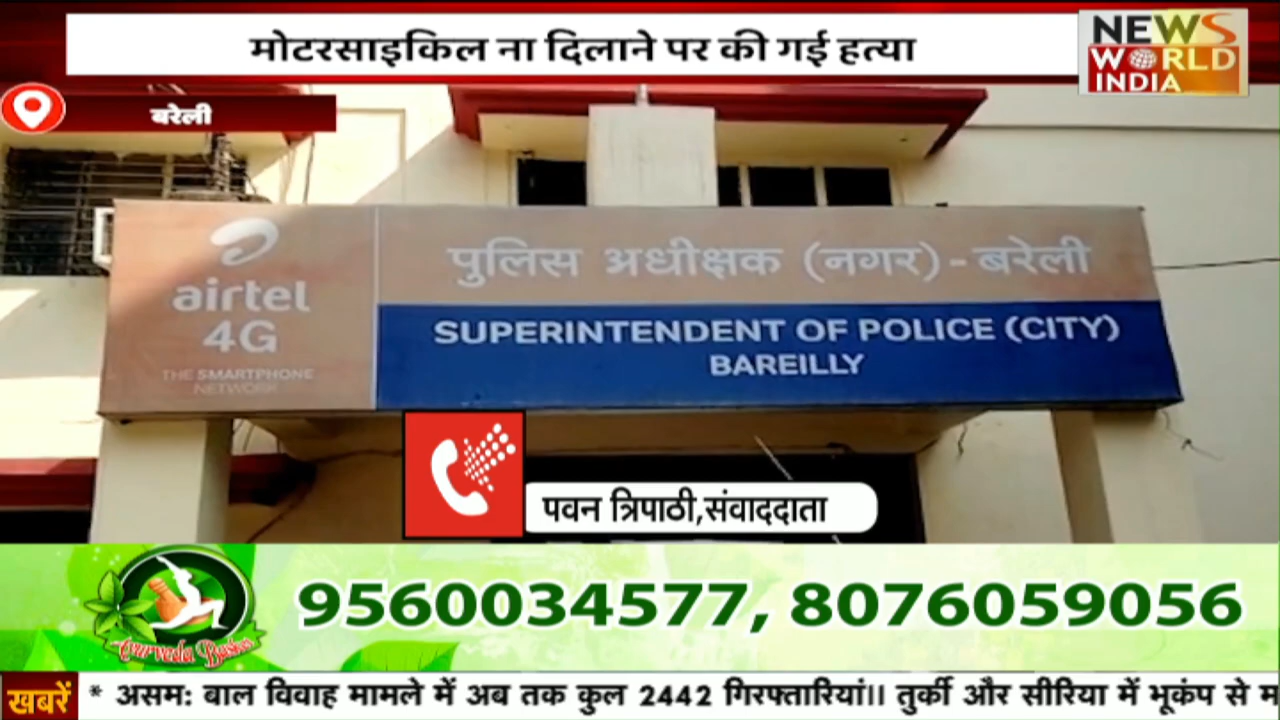 मोटरसाइकिल ना दिलाने पर की गई हत्या
NEWS
WORLD
INDIA
बरेली
airtel
4G
THE SMARTPHONE
NETWORK
पुलिस अधीक्षक (नगर)-बरेली
SUPERINTENDENT OF POLICE (CITY)
BAREILLY
पवन त्रिपाठी,संवाददाता
9560034577, 8076059056
Ayurveda Basket
खबरें * असम: बाल विवाह मामले में अब तक कुल 2442 गिरफ्तारियां।। तुर्की और सीरिया में भूकंप से